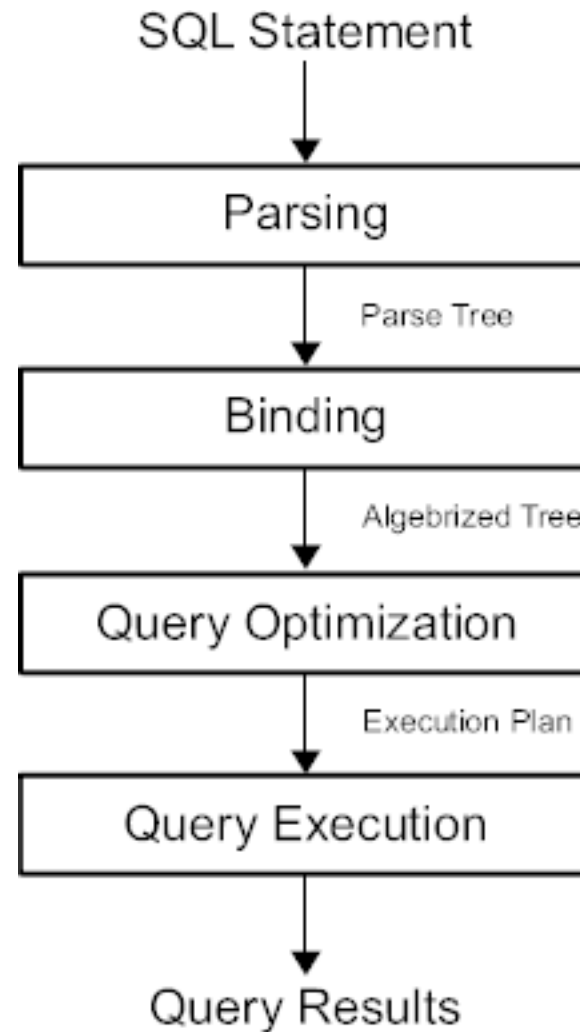 SQL Statement
Parsing
Parse Tree
Binding
Algebrized Tree
Query Optimization
Execution Plan
Query Execution
Query Results